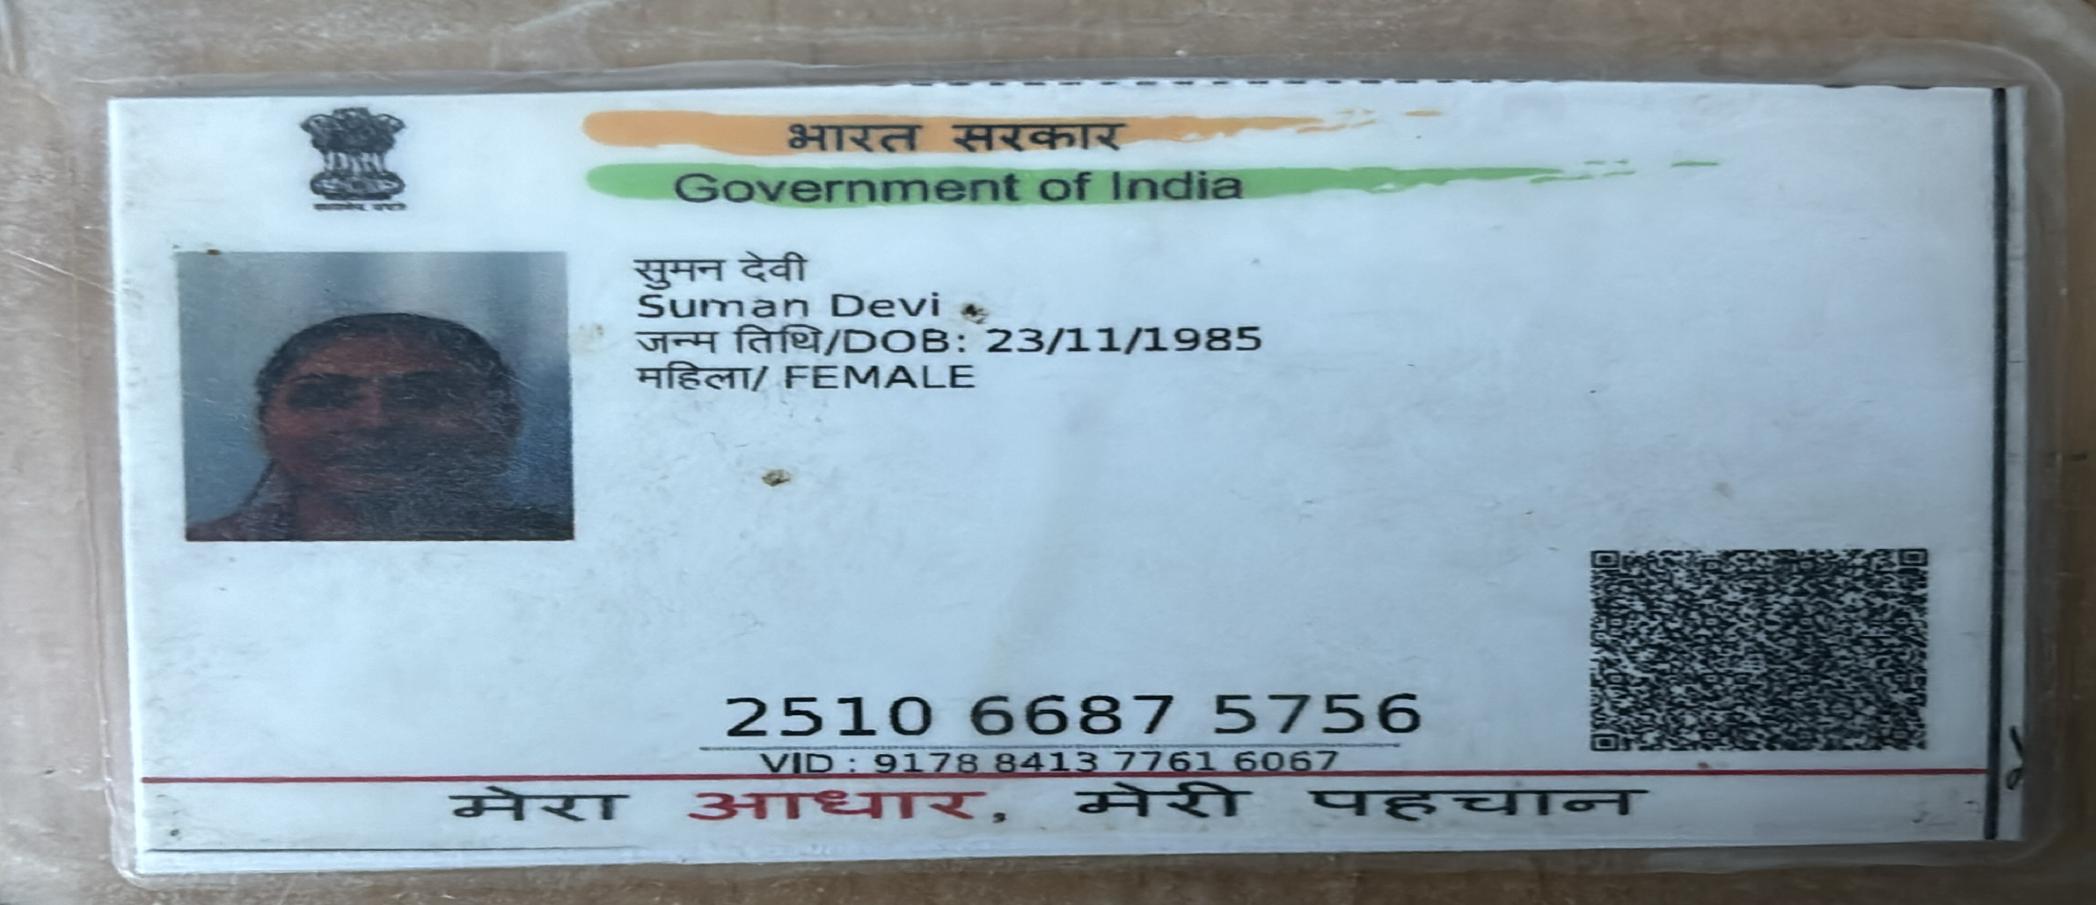 भारत सरकार
Government of India
सुमन देवी
Suman Devi
जन्म तिथि/DOB: 23/11/1985
महिला/ FEMALE
2510 6687 5756
VID : 9178 8413 7761 6067
मेरा आधार, मेरी पहचान